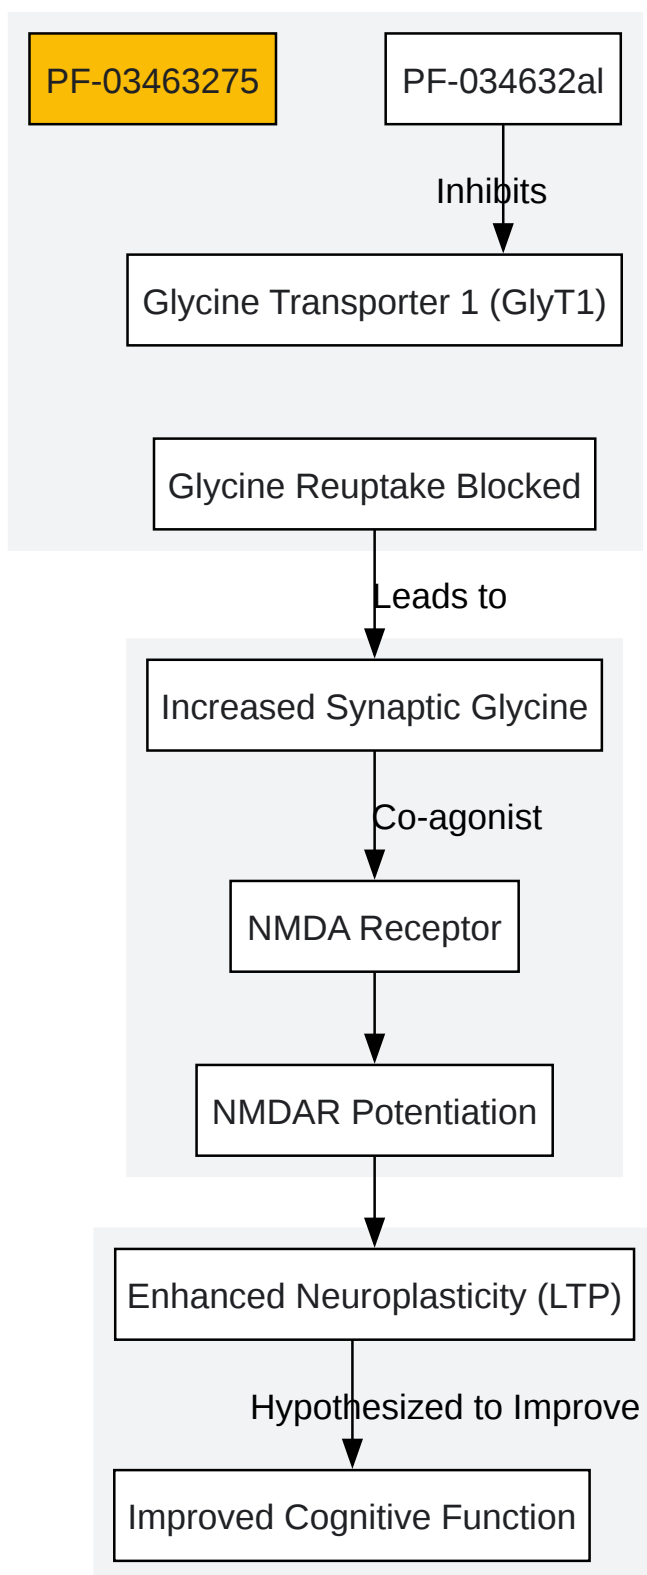 PF-03463275
PF-034632al
Inhibits
Glycine Transporter 1 (GlyT1)
Glycine Reuptake Blocked
Leads to
Increased Synaptic Glycine
Co-agonist
NMDA Receptor
NMDAR Potentiation
Enhanced Neuroplasticity (LTP)
Hypothesized to Improve
Improved Cognitive Function